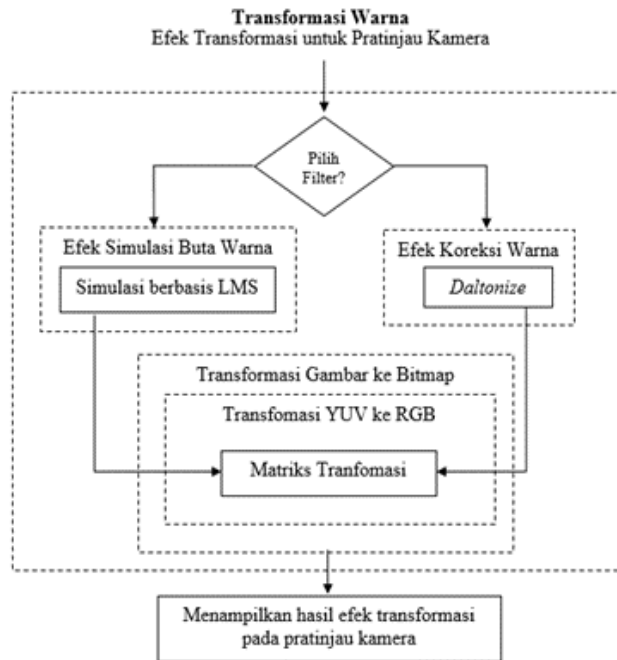 Transformasi Warna
Efek Transformasi untuk Pratinjau Kamera
Pilih
Filter?
Efek Simulasi Buta Warna
Simulasi berbasis LMS
Efek Koreksi Warna
Daltonize
Transformasi Gambar ke Bitmap
Transfomasi YUV ke RGB
Matriks Tranfomasi
Menampilkan hasil efek transformasi
pada pratinjau kamera